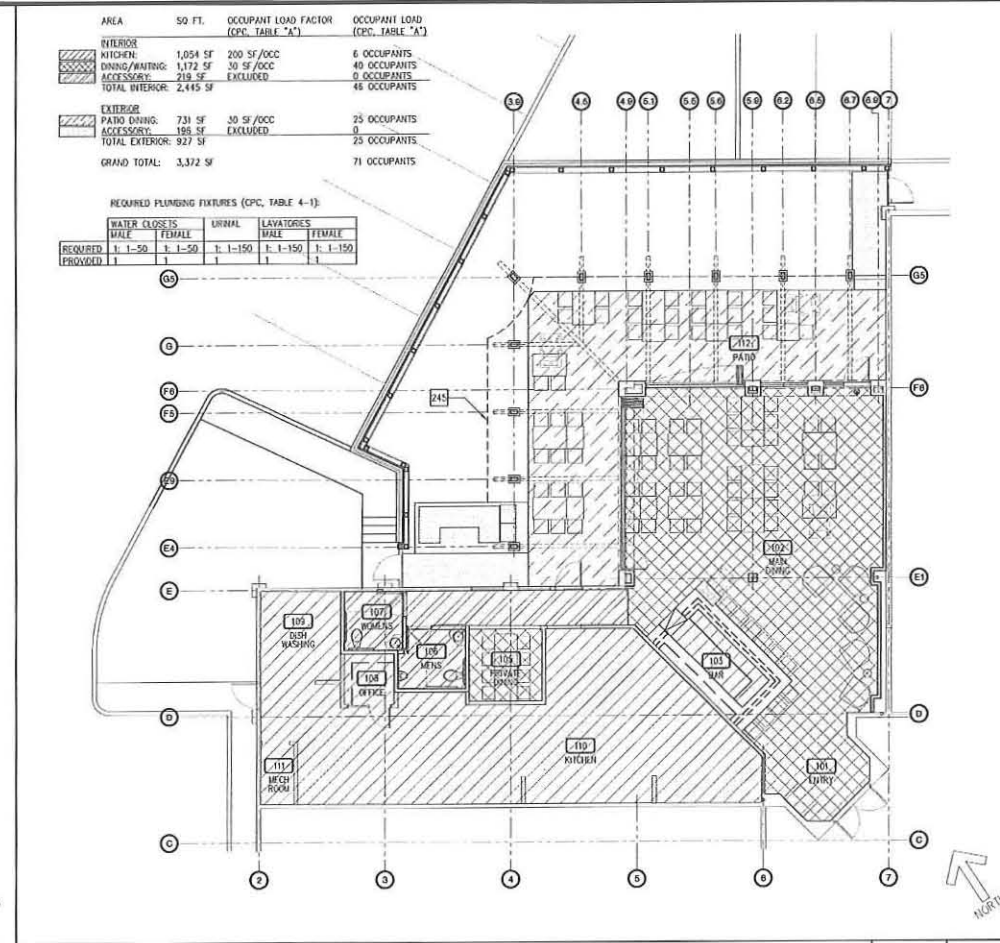 AREA SQ FT. OCCUPANT LOAD FACTOR OCCUPANT LOAD
(CPC, TABLE "A") (CPC, TABLE "A")
INTERIOR
KITCHEN: 1,054 SF 200 SF/OCC 6 OCCUPANTS
DINING/WAITING: 1,172 SF 30 SF/OCC 40 OCCUPANTS
ACCESSORY: 219 SF EXCLUDED 0 OCCUPANTS
TOTAL INTERIOR: 2,445 SF 46 OCCUPANTS
EXTERIOR
PATIO DINING: 731 SF 30 SF/OCC 25 OCCUPANTS
ACCESSORY: 196 SF EXCLUDED 0
TOTAL EXTERIOR: 927 SF 25 OCCUPANTS
GRAND TOTAL: 3,372 SF 71 OCCUPANTS
REQUIRED PLUMBING FIXTURES (CPC, TABLE 4-1):
WATER CLOSETS URINAL LAVATORIES
MALE FEMALE MALE FEMALE
REQUIRED 1: 1-50 1: 1-50 1: 1-150 1: 1-150 1: 1-150
PROVIDED 1 1 1 1 1
3.9 4.5 4.9 5.1 5.5 5.6 5.9 6.2 6.5 6.7 6.9 7
G5 G5
G
112
PATIO
F6 F6
245
F5
E9
E4
102
MAIN
DINING
E E1
109
DISH
WASHING
107
WOMENS
106
MENS
105
PRIVATE
DINING
103
BAR
108
OFFICE
D D
110
KITCHEN
111
MECH
ROOM
101
ENTRY
C C
2 3 4 5 6 7
NORTH